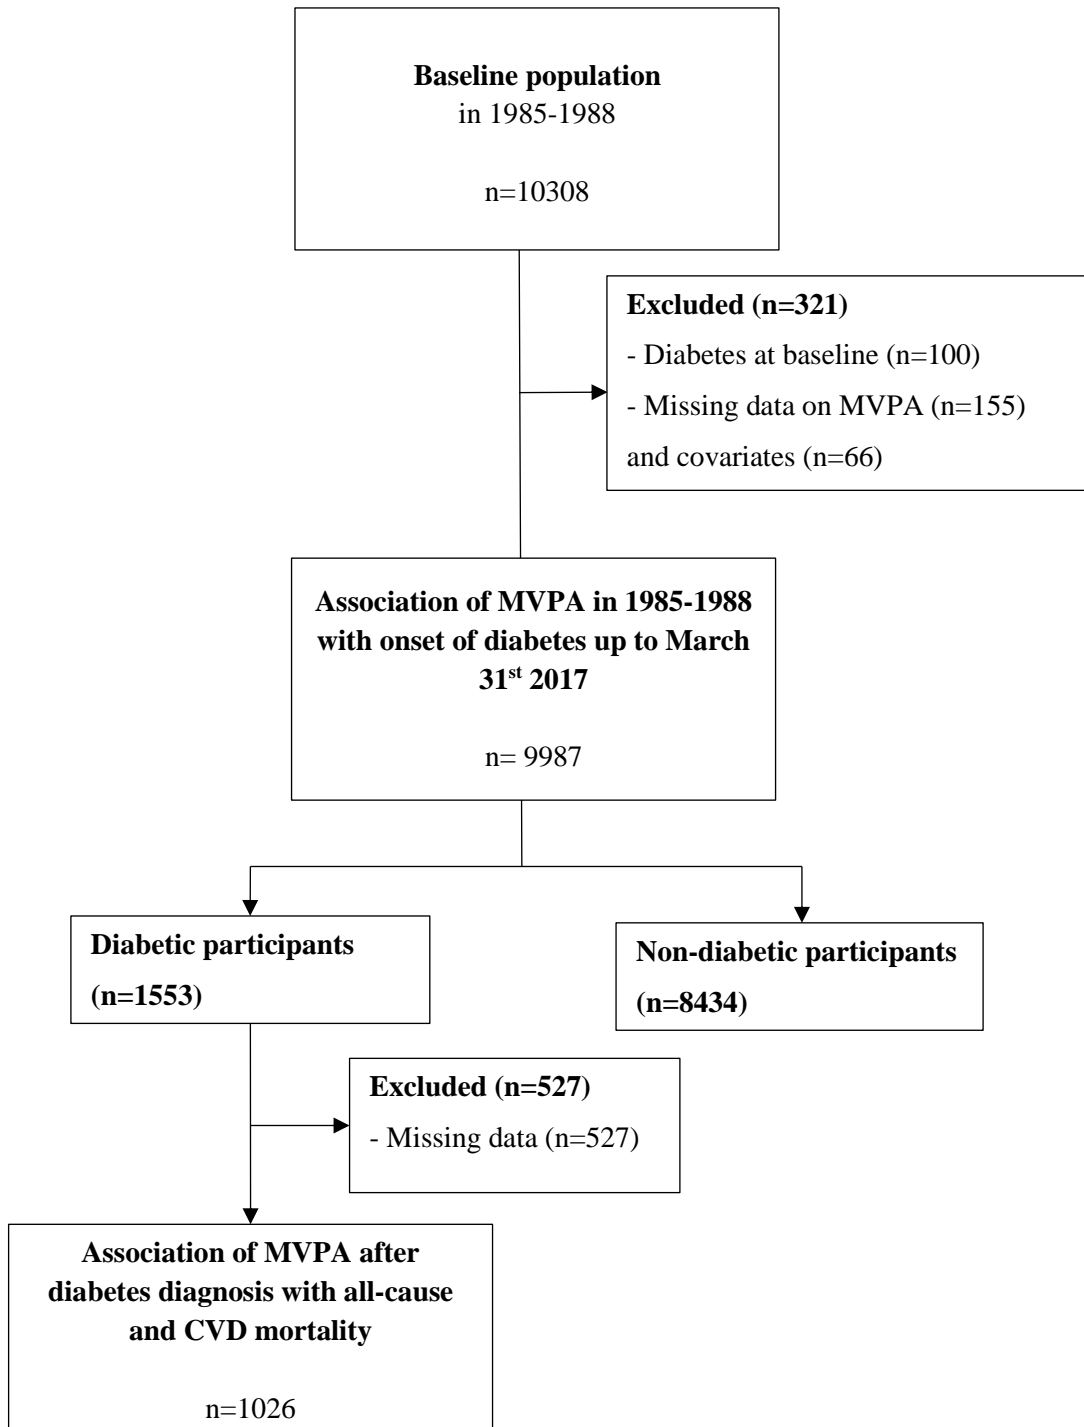 Baseline population
in 1985-1988
n=10308
Excluded (n=321)
- Diabetes at baseline (n=100)
- Missing data on MVPA (n=155)
and covariates (n=66)
Association of MVPA in 1985-1988
with onset of diabetes up to March
31st 2017
n= 9987
Diabetic participants
(n=1553)
Non-diabetic participants
(n=8434)
Excluded (n=527)
- Missing data (n=527)
Association of MVPA after
diabetes diagnosis with all-cause
and CVD mortality
n=1026